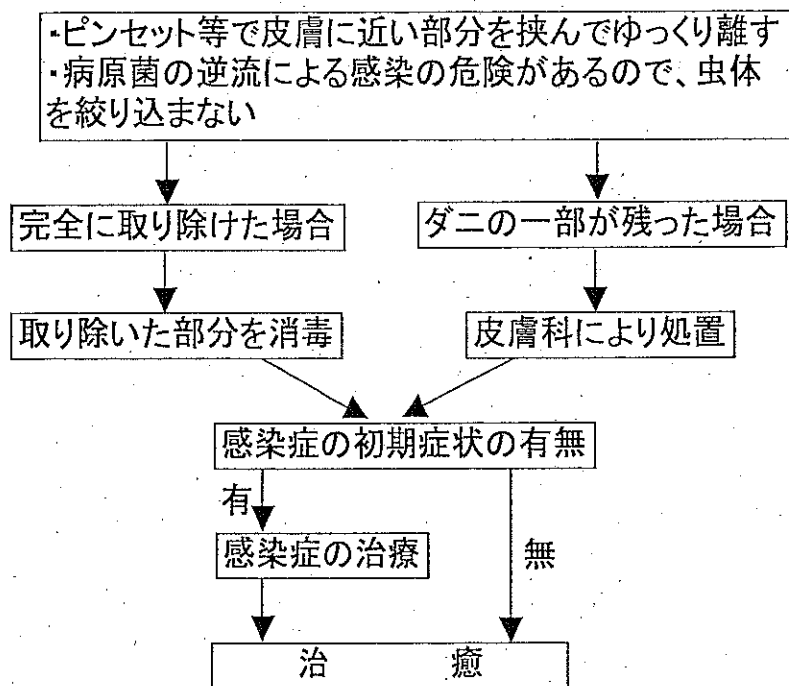 ・ピンセット等で皮膚に近い部分を挟んでゆっくり離す
・病原菌の逆流による感染の危険があるので、虫体
を絞り込まない
完全に取り除けた場合
ダニの一部が残った場合
取り除いた部分を消毒
皮膚科により処置
感染症の初期症状の有無
有
感染症の治療
無
治 癒